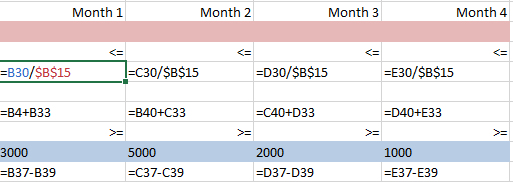 Month 1 Month 2 Month 3 Month 4
<= <= <= <=
=B30/$B$15 =C30/$B$15 =D30/$B$15 =E30/$B$15
=B4+B33 =B40+C33 =C40+D33 =D40+E33
>= >= >= >=
3000 5000 2000 1000
=B37-B39 =C37-C39 =D37-D39 =E37-E39